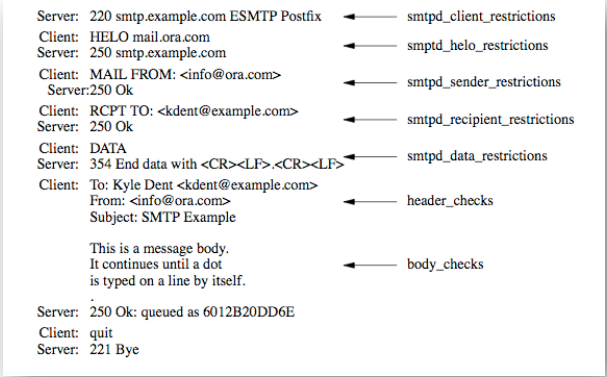 Server: 220 smtp.example.com ESMTP Postfix smtpd_client_restrictions
Client: HELO mail.ora.com
Server: 250 smtp.example.com smptd_helo_restrictions
Client: MAIL FROM: <info@ora.com>
Server:250 Ok smtpd_sender_restrictions
Client: RCPT TO: <kdent@example.com>
Server: 250 Ok smtpd_recipient_restrictions
Client: DATA
Server: 354 End data with <CR><LF>.<CR><LF> smtpd_data_restrictions
Client: To: Kyle Dent <kdent@example.com>
From: <info@ora.com> header_checks
Subject: SMTP Example
This is a message body.
It continues until a dot body_checks
is typed on a line by itself.
.
Server: 250 Ok: queued as 6012B20DD6E
Client: quit
Server: 221 Bye